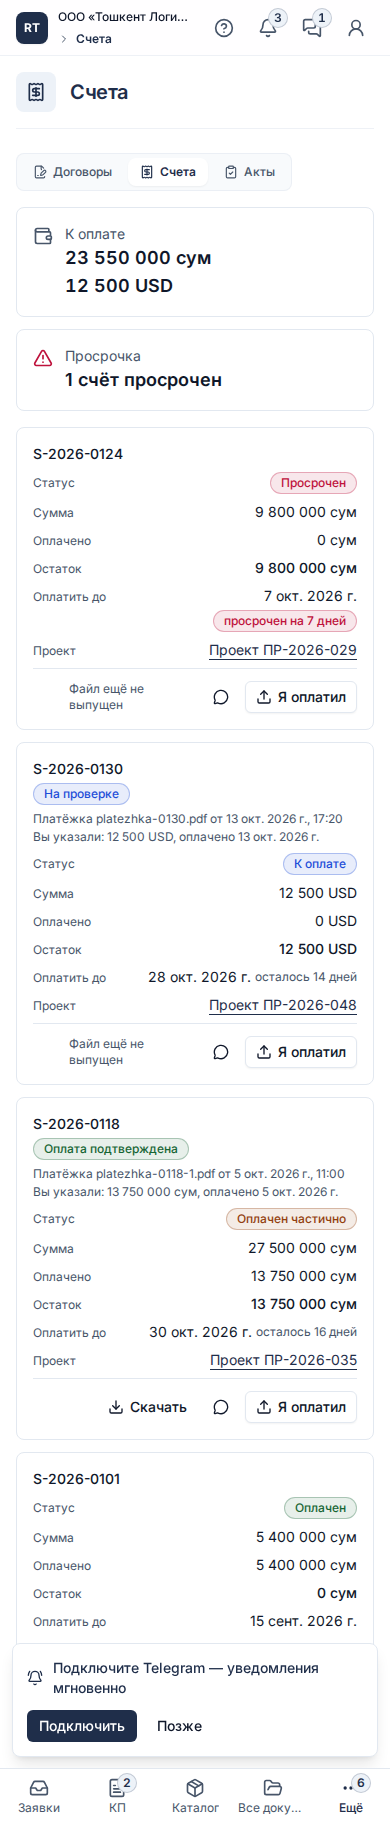 RT
ООО «Тошкент Логи...
> Счета
3
1
Счета
Договоры
Счета
Акты
К оплате
23 550 000 сум
12 500 USD
Просрочка
1 счёт просрочен
S-2026-0124
Статус Просрочен
Сумма 9 800 000 сум
Оплачено 0 сум
Остаток 9 800 000 сум
Оплатить до 7 окт. 2026 г.
просрочен на 7 дней
Проект Проект ПР-2026-029
Файл ещё не
выпущен
Я оплатил
S-2026-0130
На проверке
Платёжка platezhka-0130.pdf от 13 окт. 2026 г., 17:20
Вы указали: 12 500 USD, оплачено 13 окт. 2026 г.
Статус К оплате
Сумма 12 500 USD
Оплачено 0 USD
Остаток 12 500 USD
Оплатить до 28 окт. 2026 г. осталось 14 дней
Проект Проект ПР-2026-048
Файл ещё не
выпущен
Я оплатил
S-2026-0118
Оплата подтверждена
Платёжка platezhka-0118-1.pdf от 5 окт. 2026 г., 11:00
Вы указали: 13 750 000 сум, оплачено 5 окт. 2026 г.
Статус Оплачен частично
Сумма 27 500 000 сум
Оплачено 13 750 000 сум
Остаток 13 750 000 сум
Оплатить до 30 окт. 2026 г. осталось 16 дней
Проект Проект ПР-2026-035
Скачать
Я оплатил
S-2026-0101
Статус Оплачен
Сумма 5 400 000 сум
Оплачено 5 400 000 сум
Остаток 0 сум
Оплатить до 15 сент. 2026 г.
Подключите Telegram — уведомления
мгновенно
Подключить
Позже
2
6
Заявки
КП
Каталог
Все доку...
Ещё